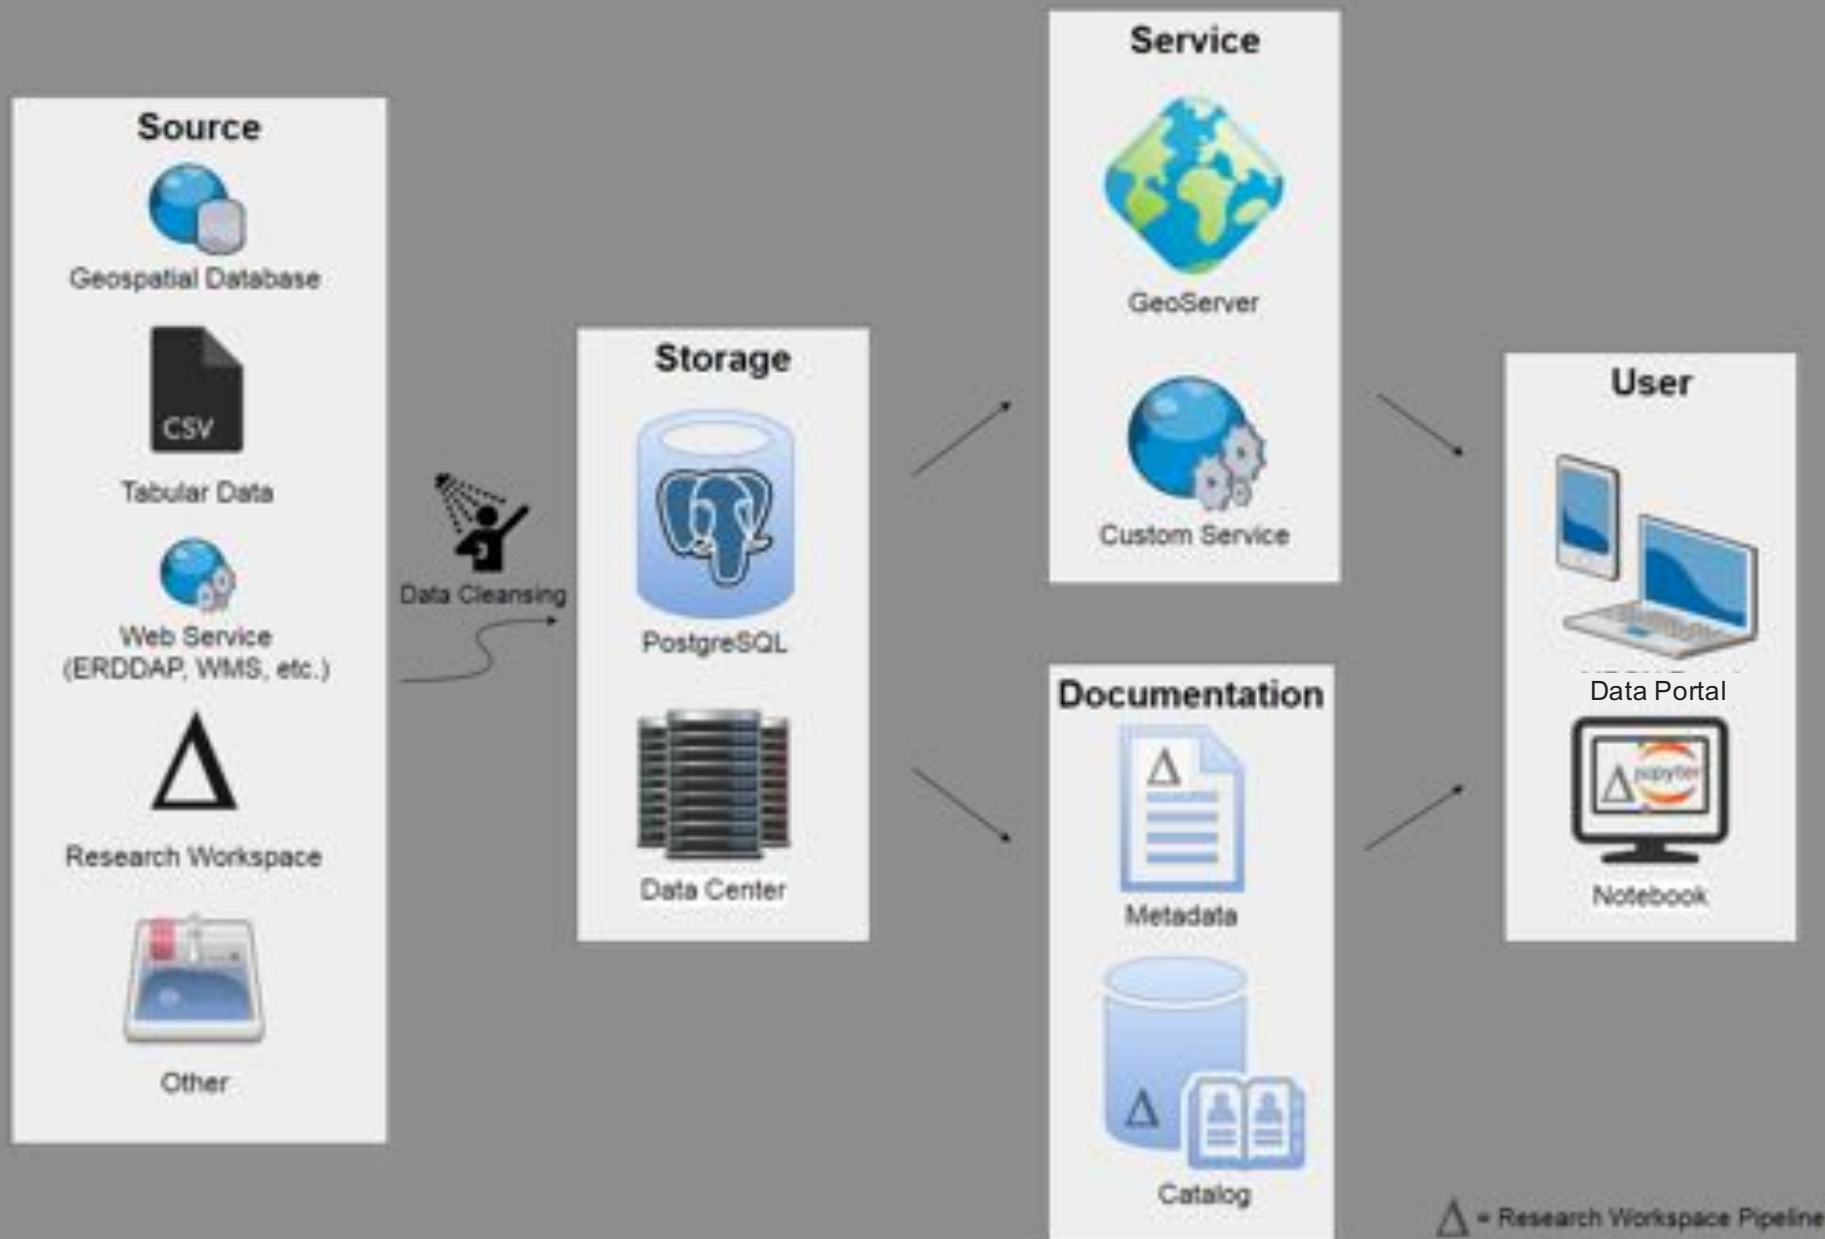 Source
Geospatial Database
CSV
Tabular Data
Web Service
(ERDDAP, WMS, etc.)
Δ
Research Workspace
Other
Data Cleansing
Storage
PostgreSQL
Data Center
Service
GeoServer
Custom Service
Documentation
Δ
Metadata
Δ
Catalog
User
Data Portal
Δ jupyter
Notebook
Δ = Research Workspace Pipeline